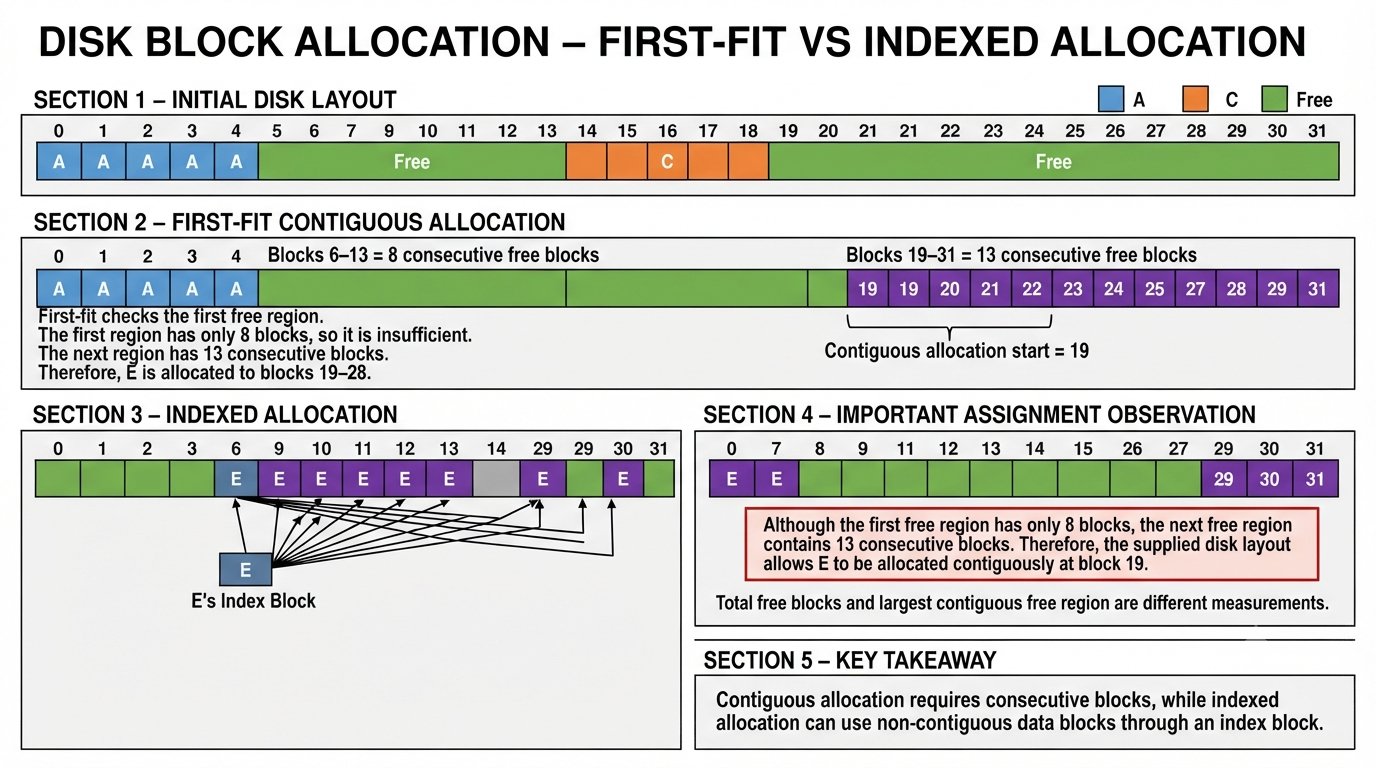 DISK BLOCK ALLOCATION – FIRST-FIT VS INDEXED ALLOCATION
SECTION 1 – INITIAL DISK LAYOUT
A C Free
0 1 2 3 4 5 6 7 9 10 11 12 13 14 15 16 17 18 19 20 21 21 22 23 24 25 26 27 28 29 30 31
A A A A A Free C Free
SECTION 2 – FIRST-FIT CONTIGUOUS ALLOCATION
0 1 2 3 4 Blocks 6–13 = 8 consecutive free blocks Blocks 19–31 = 13 consecutive free blocks
A A A A A 19 19 20 21 22 23 24 25 27 28 29 31
First-fit checks the first free region.
The first region has only 8 blocks, so it is insufficient.
The next region has 13 consecutive blocks.
Therefore, E is allocated to blocks 19–28.
Contiguous allocation start = 19
SECTION 3 – INDEXED ALLOCATION
0 1 2 3 6 9 10 11 12 13 14 29 29 30 31
E E E E E E E E
E
E's Index Block
SECTION 4 – IMPORTANT ASSIGNMENT OBSERVATION
0 7 8 9 11 12 13 14 15 26 27 29 30 31
E E 29 30 31
Although the first free region has only 8 blocks, the next free region
contains 13 consecutive blocks. Therefore, the supplied disk layout
allows E to be allocated contiguously at block 19.
Total free blocks and largest contiguous free region are different measurements.
SECTION 5 – KEY TAKEAWAY
Contiguous allocation requires consecutive blocks, while indexed
allocation can use non-contiguous data blocks through an index block.